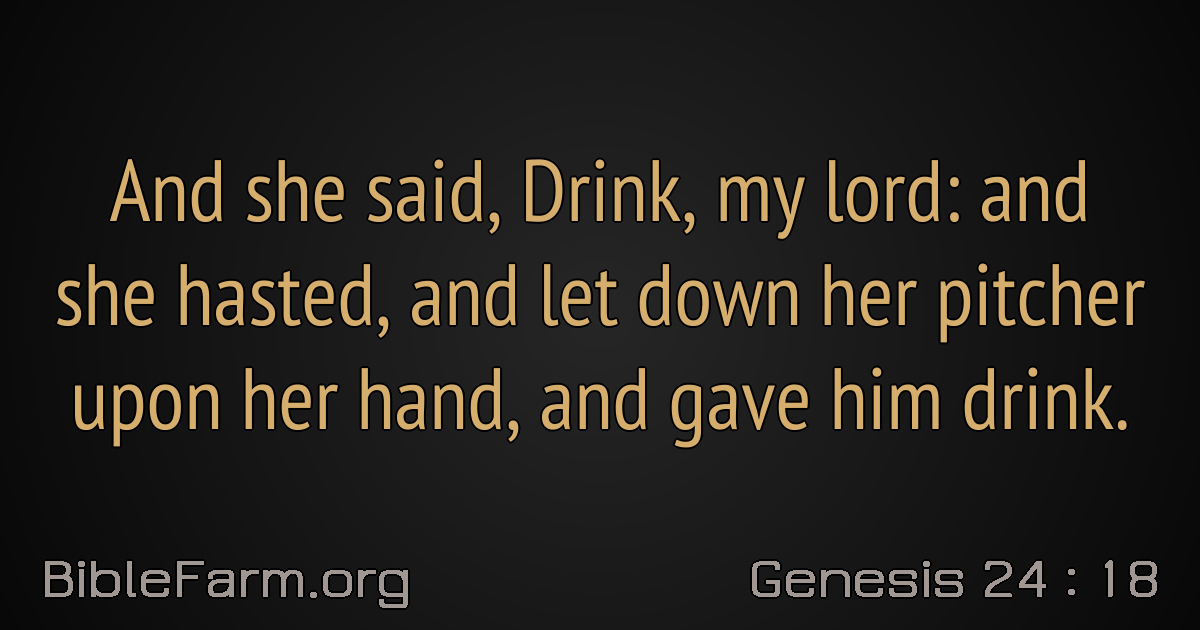 And she said, Drink, my lord: and
she hasted, and let down her pitcher
upon her hand, and gave him drink.
BibleFarm.org
Genesis 24 : 18